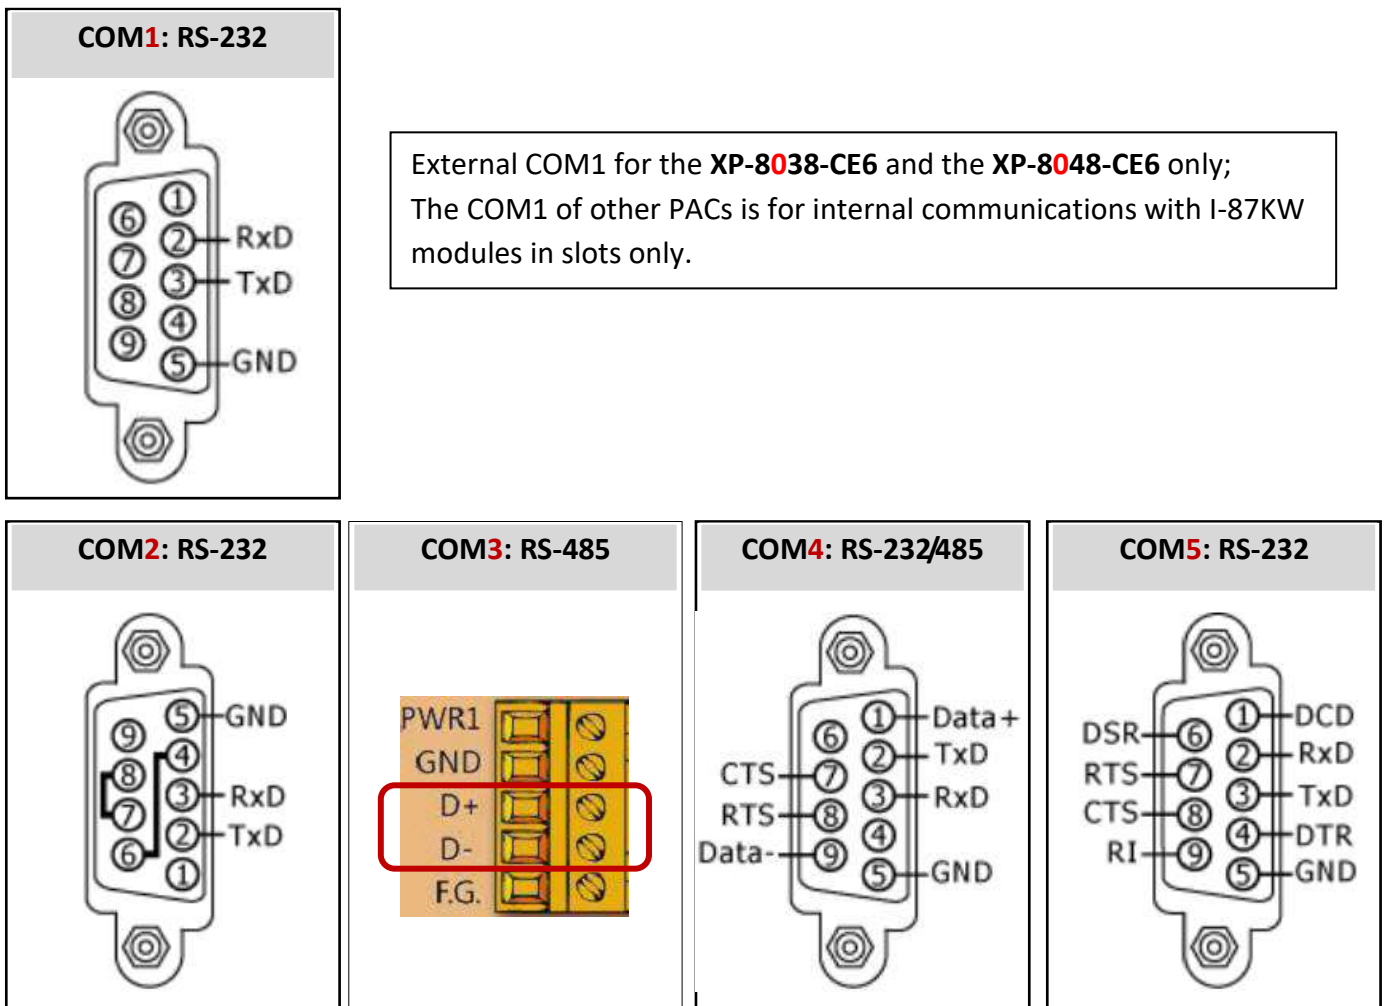 COM1: RS-232
1
6
2
RxD
7
3
TxD
8
4
9
5
GND
External COM1 for the XP-8038-CE6 and the XP-8048-CE6 only;
The COM1 of other PACs is for internal communications with I-87KW
modules in slots only.
COM2: RS-232
5
GND
9
4
8
3
RxD
7
2
TxD
6
1
COM3: RS-485
PWR1
GND
D+
D-
F.G.
COM4: RS-232/485
1
Data+
6
2
TxD
CTS
7
3
RxD
RTS
8
4
Data-
9
5
GND
COM5: RS-232
1
DCD
DSR
6
2
RxD
RTS
7
3
TxD
CTS
8
4
DTR
RI
9
5
GND